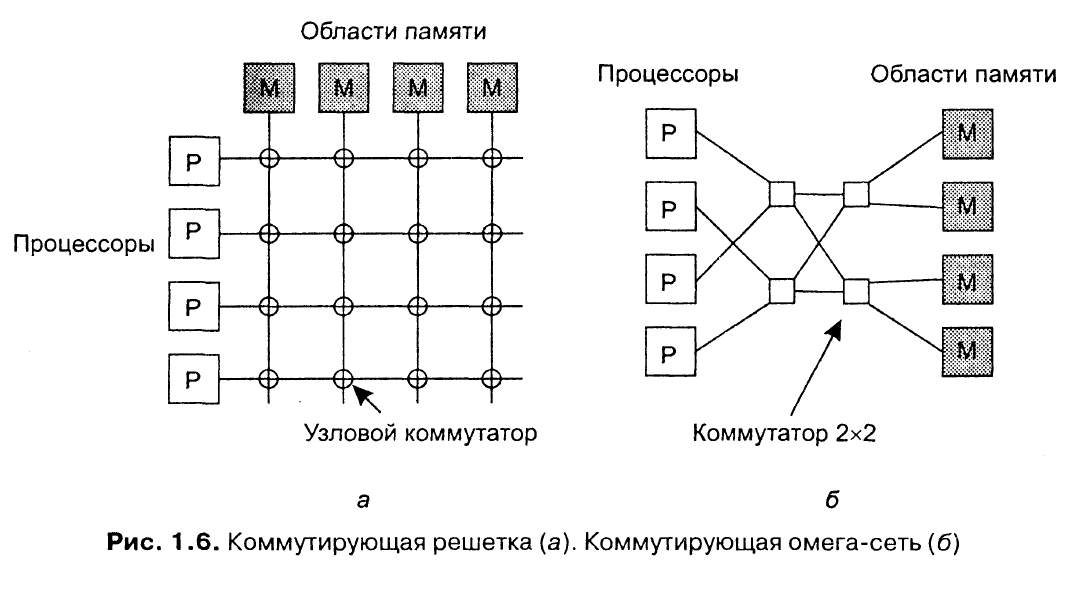 Области памяти
М М М М
Р
Р
Процессоры
Р
Р
Узловой коммутатор
а
Процессоры
Области памяти
Р М
Р М
Р М
Р М
Коммутатор 2×2
б
Рис. 1.6. Коммутирующая решетка (а). Коммутирующая омега-сеть (б)